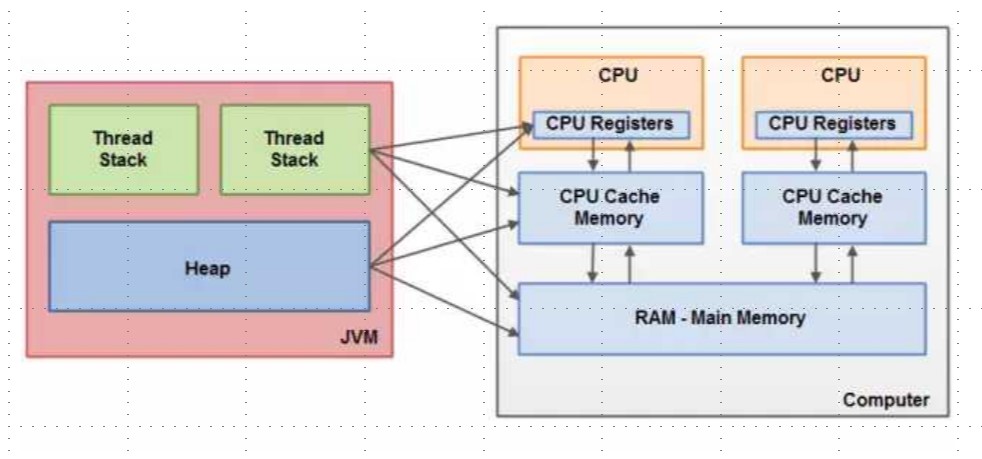 Thread
Stack
Thread
Stack
Heap
JVM
CPU
CPU Registers
CPU Cache
Memory
CPU
CPU Registers
CPU Cache
Memory
RAM - Main Memory
Computer